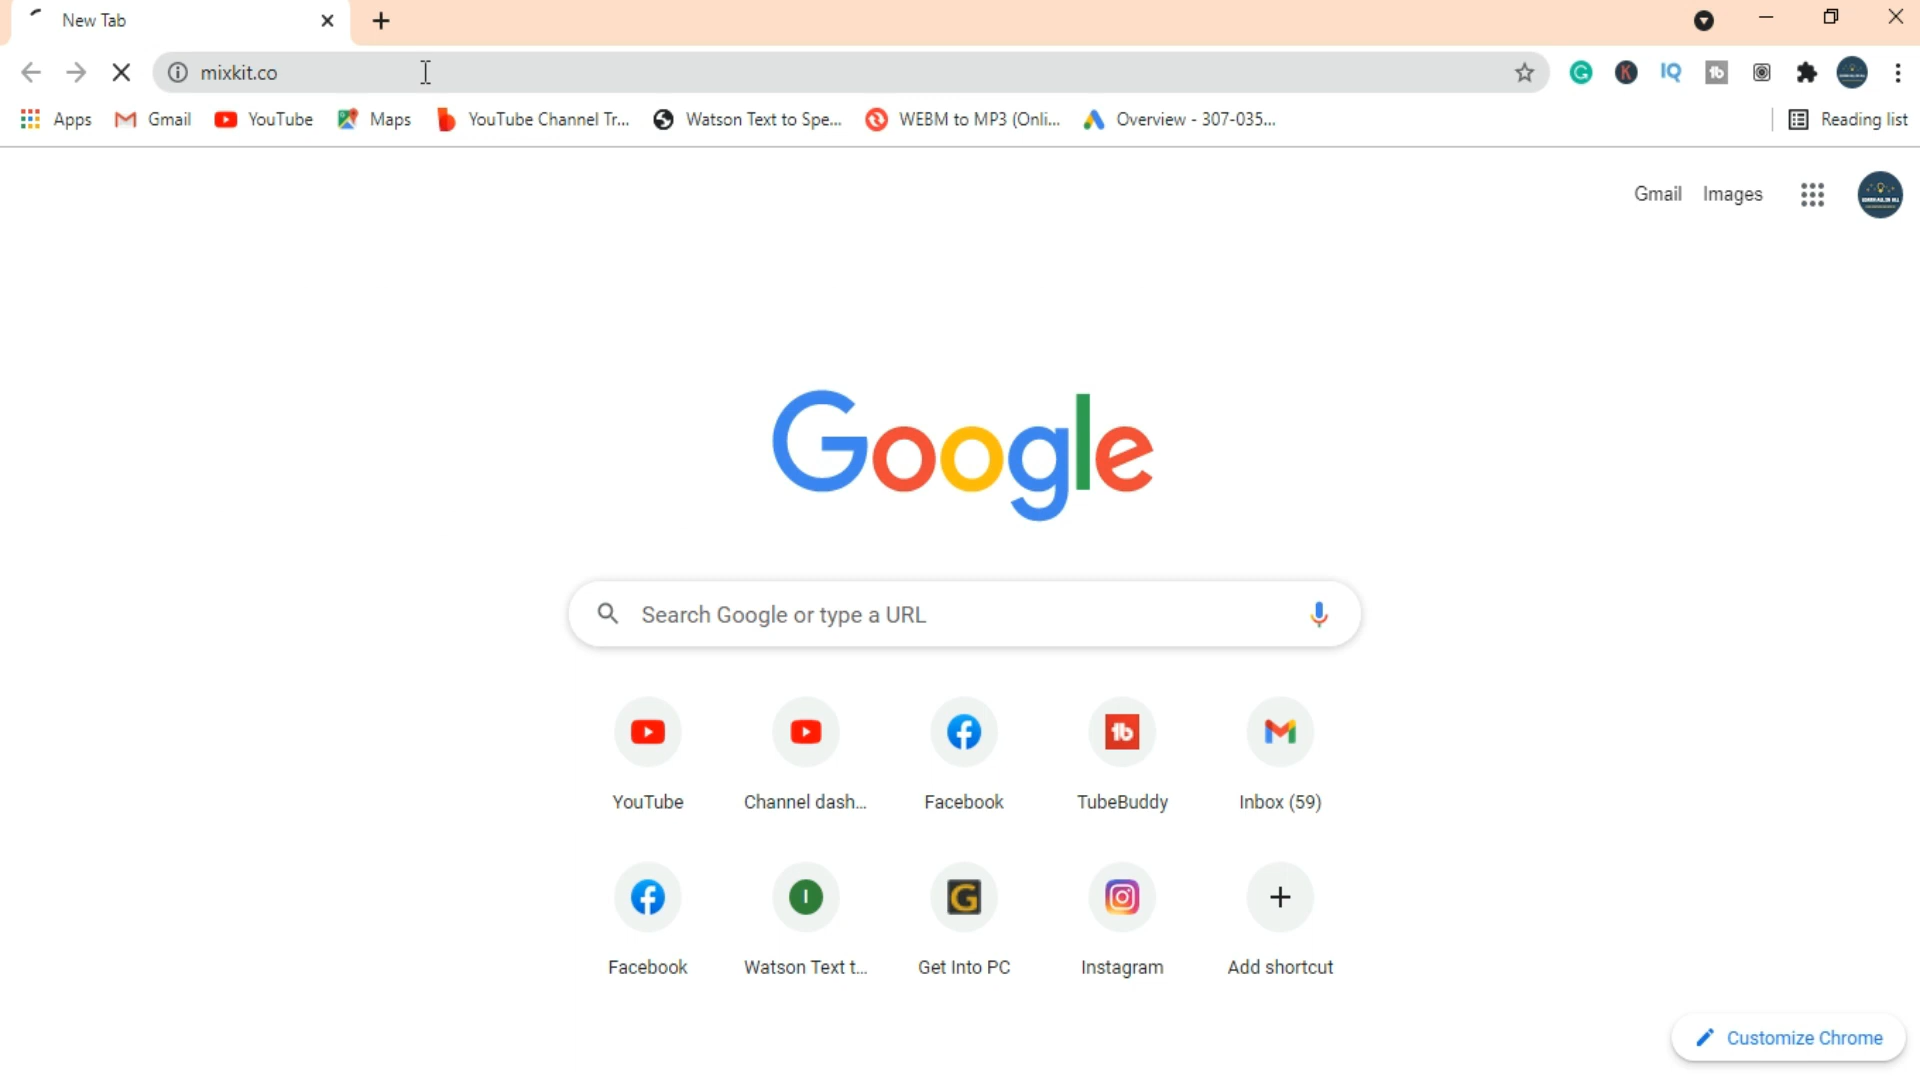 New Tab
mixkit.co
Apps Gmail YouTube Maps YouTube Channel Tr... Watson Text to Spe... WEBM to MP3 (Onli... Overview - 307-035... Reading list
Gmail Images
Google
Search Google or type a URL
YouTube Channel dash... Facebook TubeBuddy Inbox (59)
Facebook Watson Text t... Get Into PC Instagram Add shortcut
Customize Chrome